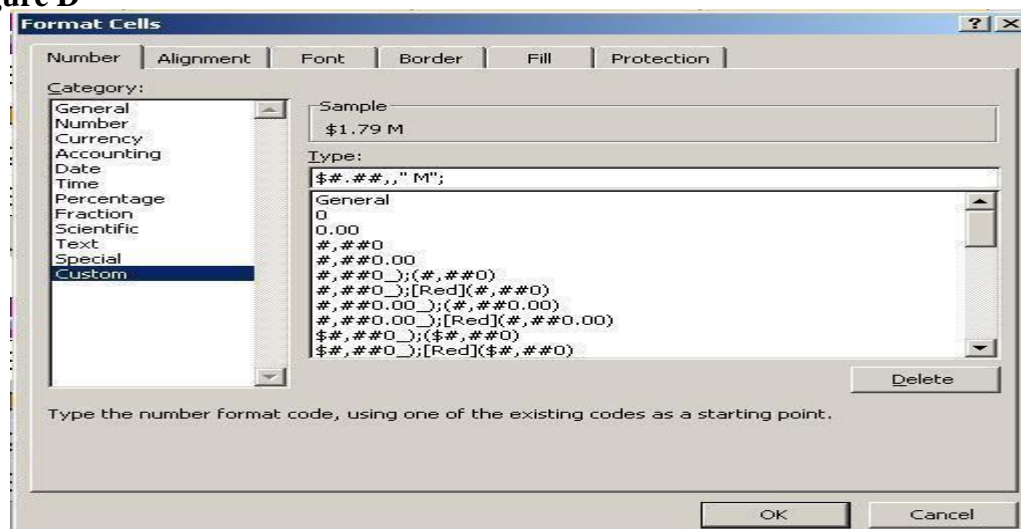 gure D
Format Cells
Number Alignment Font Border Fill Protection
Category:
General
Number
Currency
Accounting
Date
Time
Percentage
Fraction
Scientific
Text
Special
Custom
Sample
$1.79 M
Type:
$#.##,," M";
General
0
0.00
#,##0
#,##0.00
#,##0_);(#,##0)
#,##0_);[Red](#,##0)
#,##0.00_);(#,##0.00)
#,##0.00_);[Red](#,##0.00)
$#,##0_);($#,##0)
$#,##0_);[Red]($#,##0)
Delete
Type the number format code, using one of the existing codes as a starting point.
OK Cancel